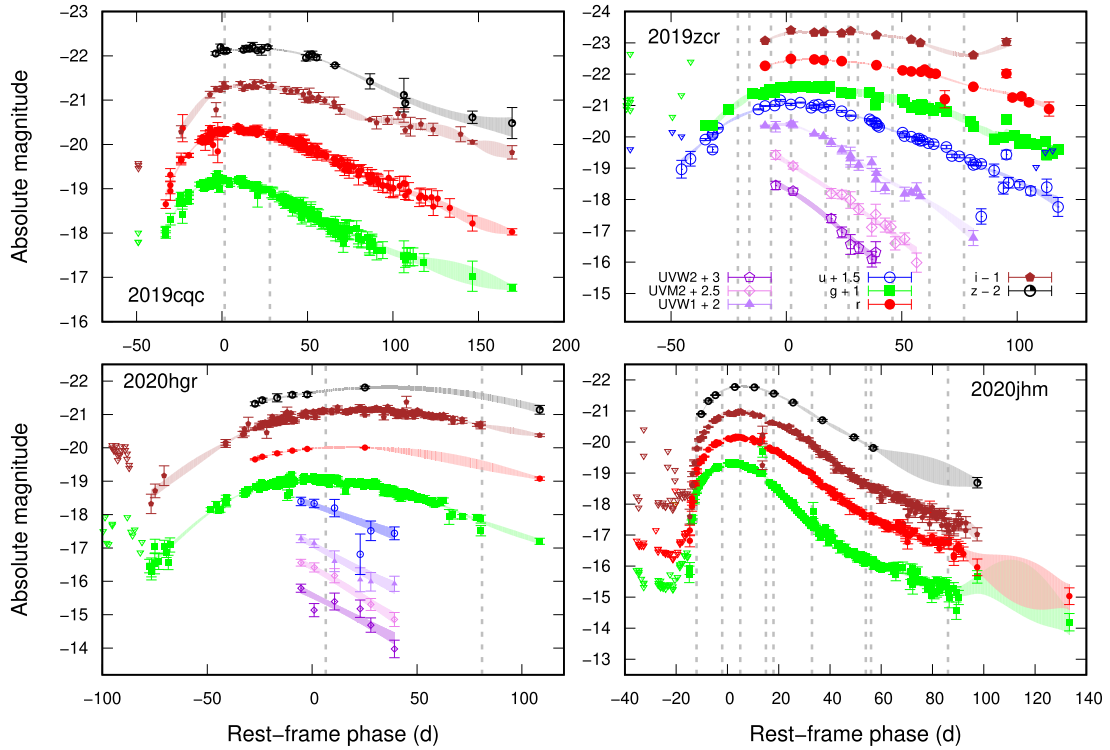 −23
−22
−21
−20
−19
−18
−17
−16
Absolute magnitude
2019cqc
−50 0 50 100 150 200
−24
−23
−22
−21
−20
−19
−18
−17
−16
−15
2019zcr
UVW2 + 3
UVM2 + 2.5
UVW1 + 2
u + 1.5
g + 1
r
i − 1
z − 2
−50 0 50 100
−22
−21
−20
−19
−18
−17
−16
−15
−14
Absolute magnitude
2020hgr
−100 −50 0 50 100
Rest−frame phase (d)
−22
−21
−20
−19
−18
−17
−16
−15
−14
−13
2020jhm
−40 −20 0 20 40 60 80 100 120 140
Rest−frame phase (d)